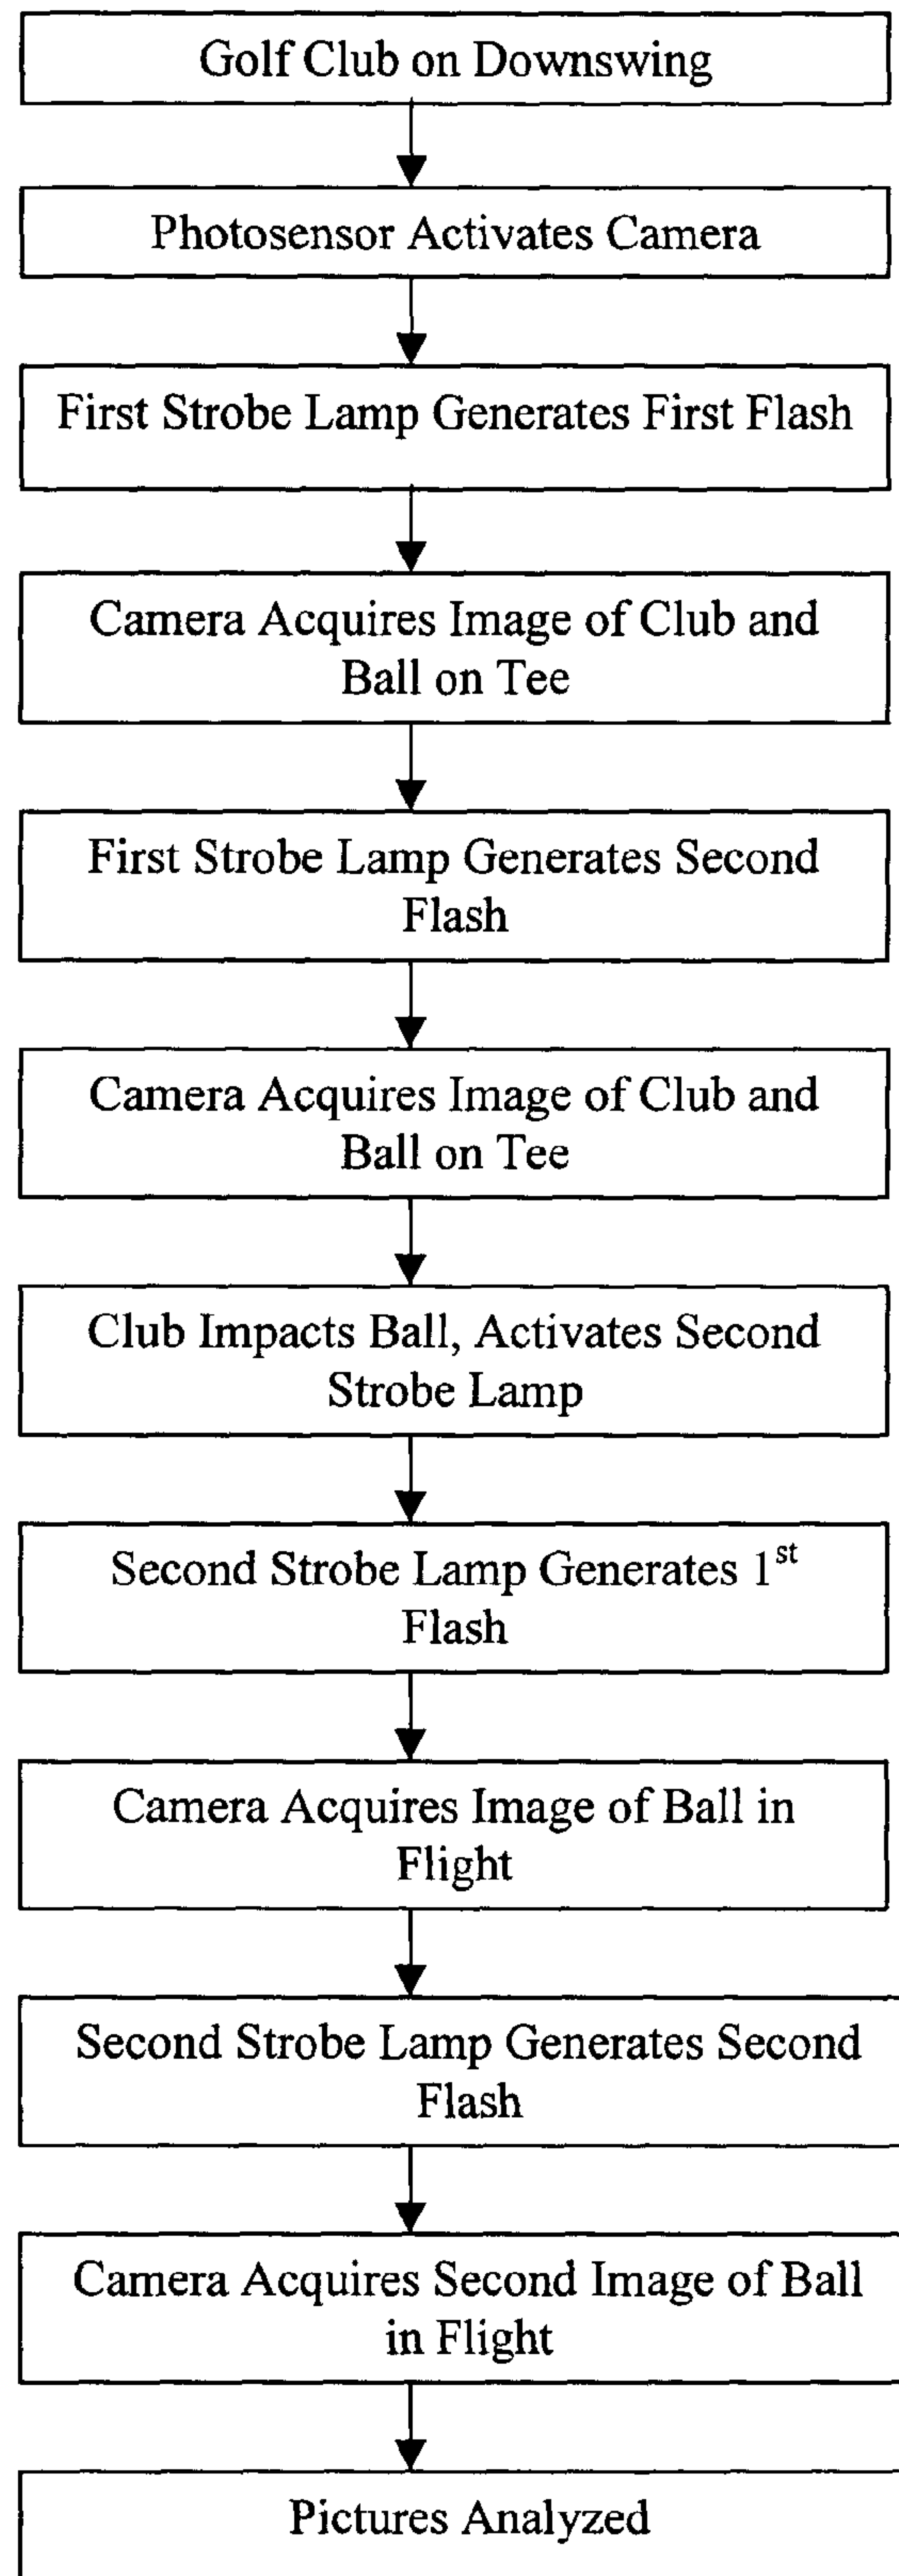 Golf Club on Downswing
Photosensor Activates Camera
First Strobe Lamp Generates First Flash
Camera Acquires Image of Club and
Ball on Tee
First Strobe Lamp Generates Second
Flash
Camera Acquires Image of Club and
Ball on Tee
Club Impacts Ball, Activates Second
Strobe Lamp
Second Strobe Lamp Generates 1st
Flash
Camera Acquires Image of Ball in
Flight
Second Strobe Lamp Generates Second
Flash
Camera Acquires Second Image of Ball
in Flight
Pictures Analyzed